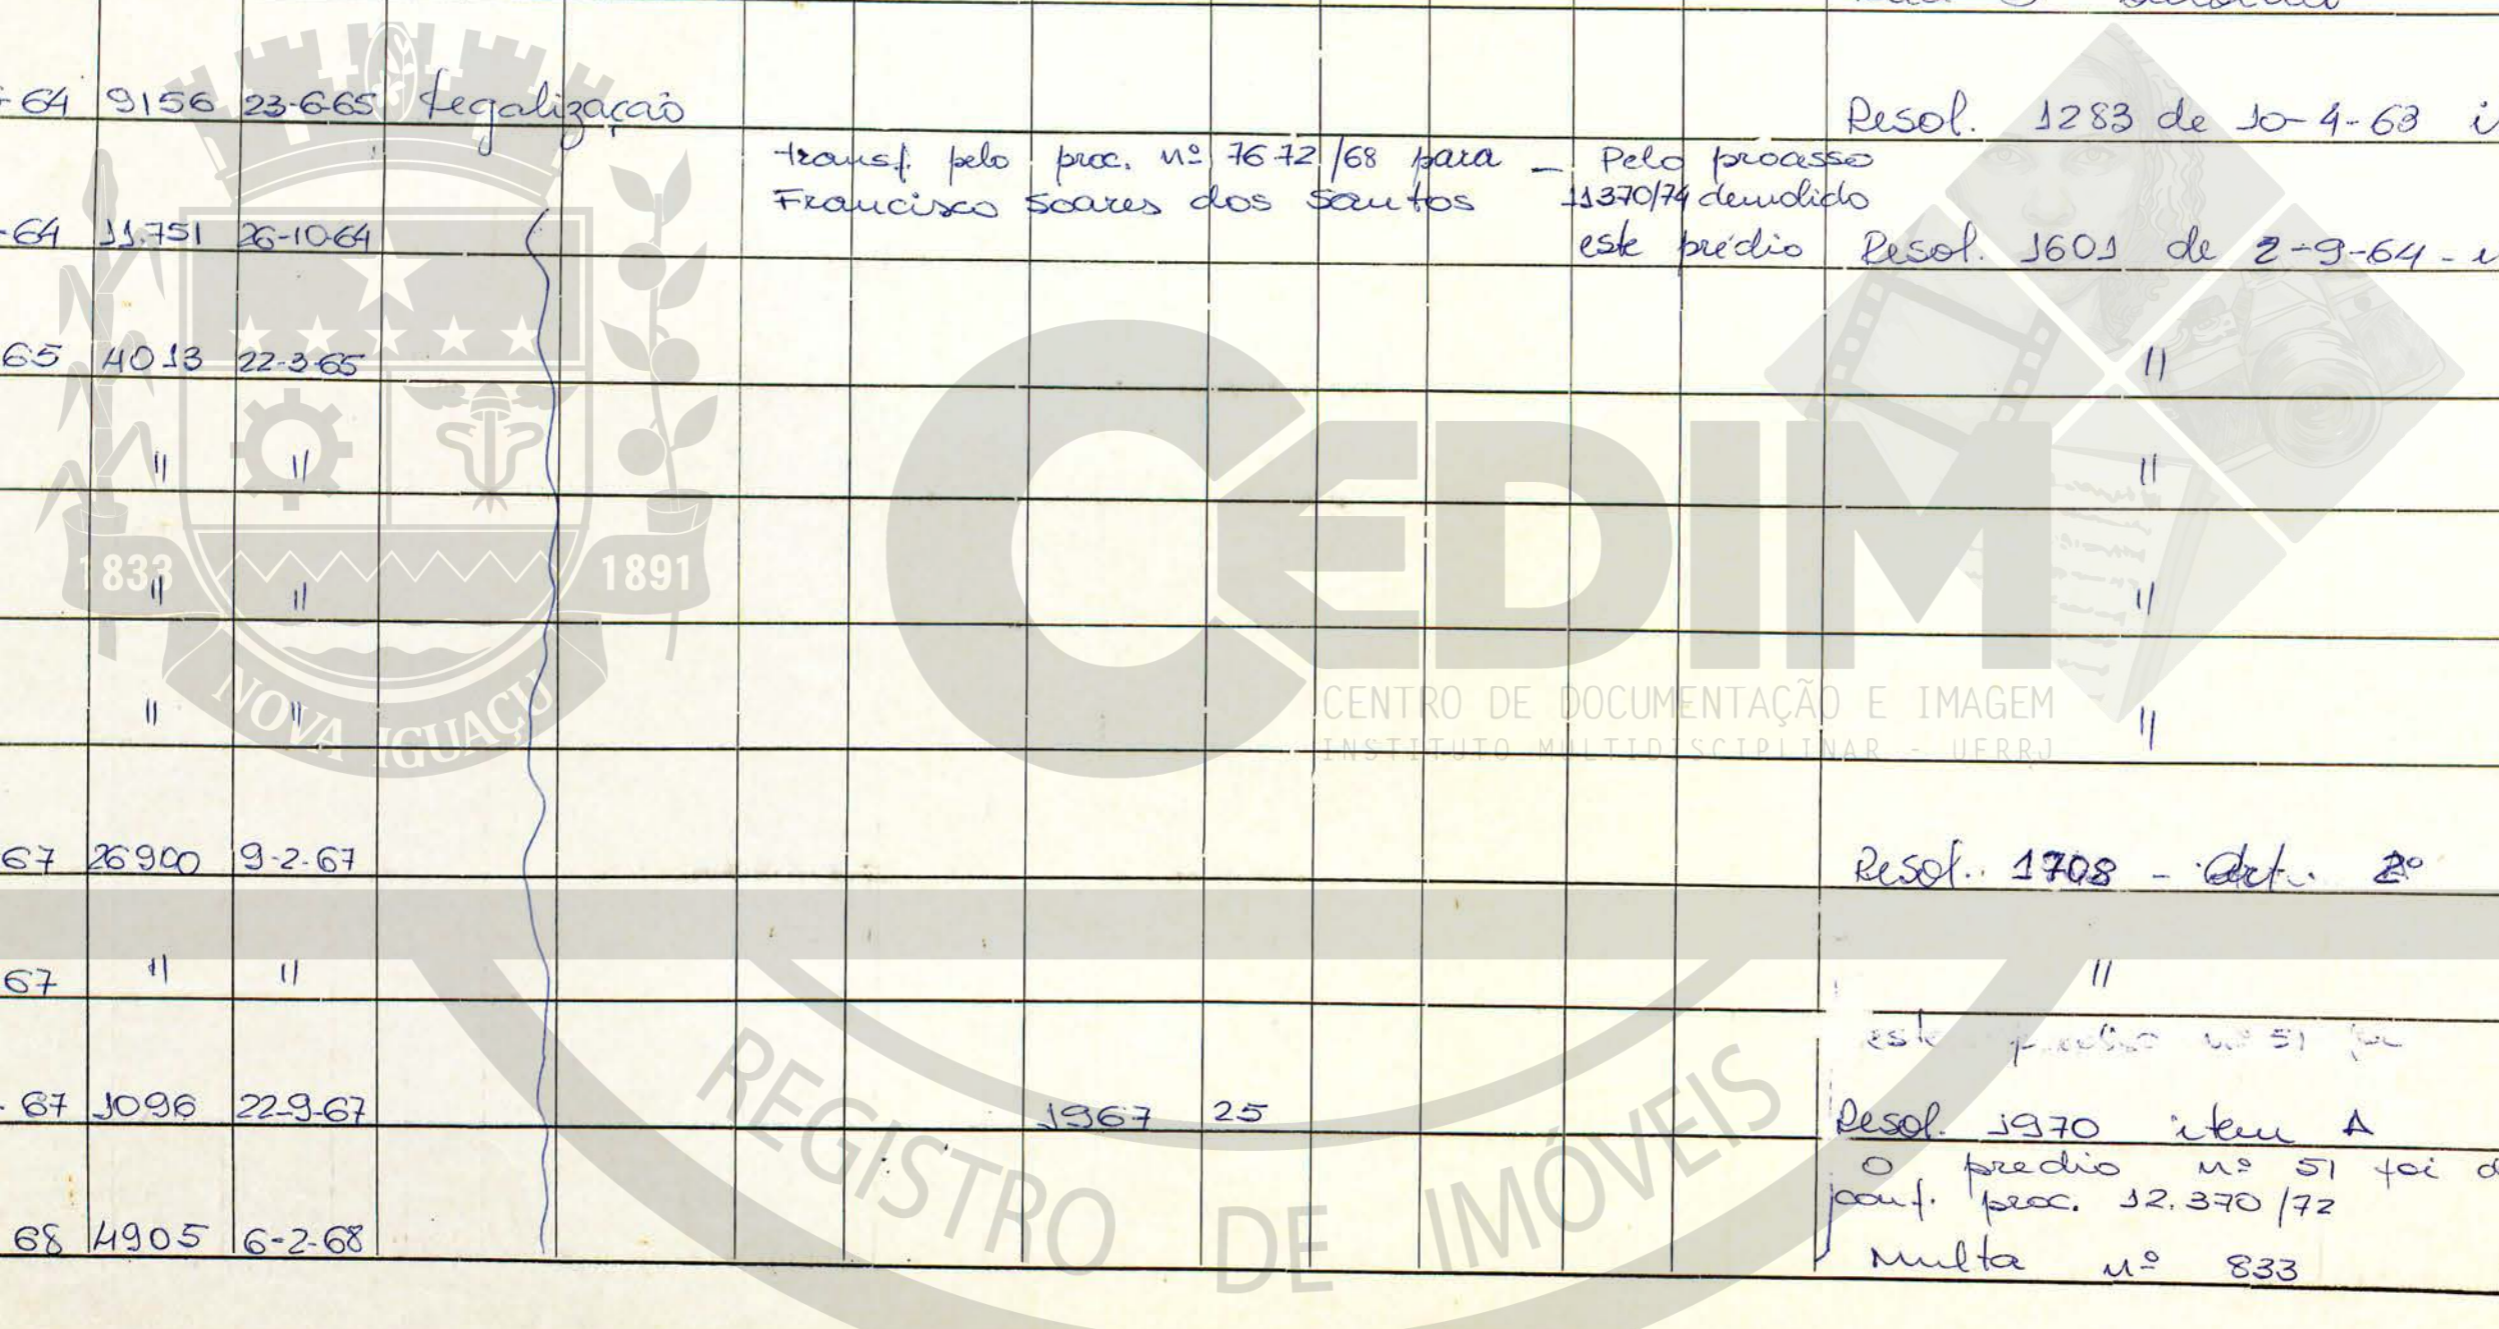 -64 9156 23-6-65 Legalização Resol. 1283 de 10-4-63 i
transf. pelo proc. nº 7672/68 para — Pelo processo
Francisco Soares dos Santos 11370/74 demolido
-64 11.751 26-10-64 este prédio Resol. 1601 de 2-9-64 - i
65 4013 22-3-65 "
" " "
" " "
" " "
67 26900 9-2-67 Resol. 1708 - Art. 2º
67 " " "
este nº 51
- 67 1096 22-9-67 1967 25 Resol. 1970 item A
O predio nº 51 foi d
conf. proc. 12.370/72
68 4905 6-2-68
Multa nº 833
1833 1891
NOVA IGUAÇU
CEDIM
CENTRO DE DOCUMENTAÇÃO E IMAGEM
INSTITUTO MULTIDISCIPLINAR - UFRRJ
REGISTRO DE IMÓVEIS